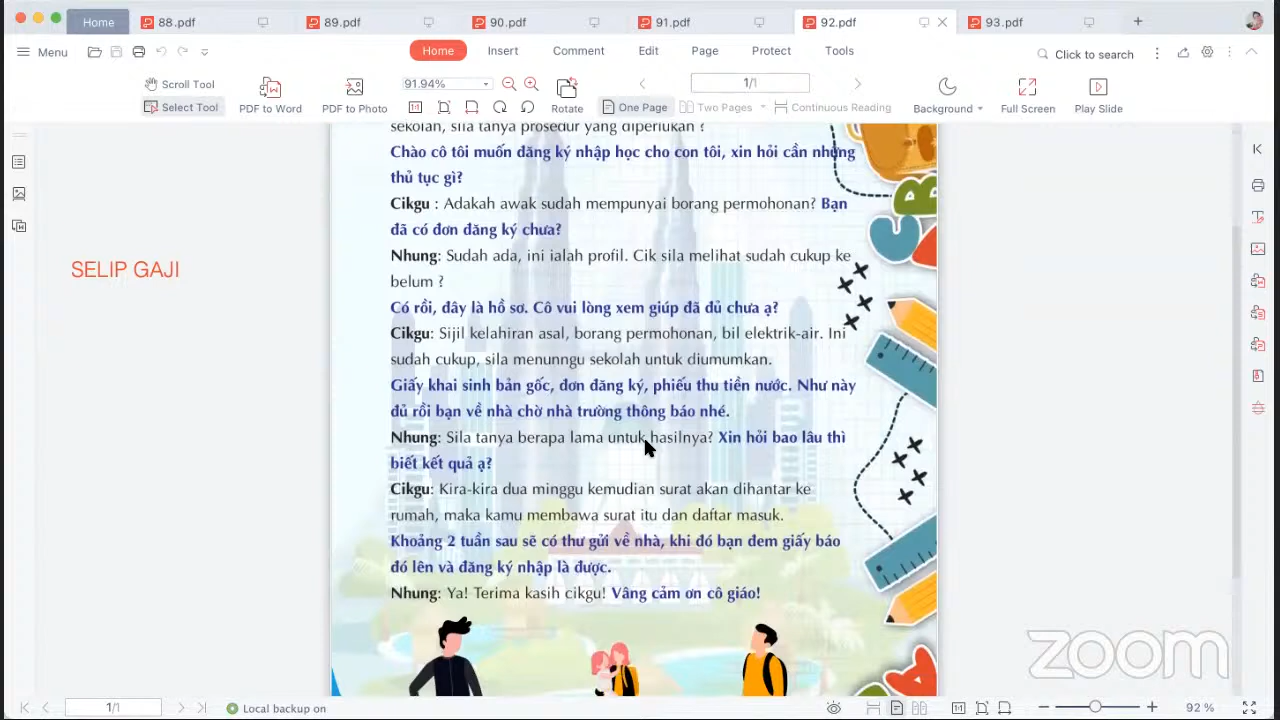 Home
88.pdf
89.pdf
90.pdf
91.pdf
92.pdf
93.pdf
Menu
Home
Insert
Comment
Edit
Page
Protect
Tools
Click to search
Scroll Tool
Select Tool
PDF to Word
PDF to Photo
91.94%
Rotate
1/1
One Page
Two Pages
Continuous Reading
Background
Full Screen
Play Slide
sekolah, sila tanya prosedur yang diperlukan ?
Chào cô tôi muốn đăng ký nhập học cho con tôi, xin hỏi cần những
thủ tục gì?
Cikgu : Adakah awak sudah mempunyai borang permohonan? Bạn
đã có đơn đăng ký chưa?
Nhung: Sudah ada, ini ialah profil. Cik sila melihat sudah cukup ke
belum ?
Có rồi, đây là hồ sơ. Cô vui lòng xem giúp đã đủ chưa ạ?
Cikgu: Sijil kelahiran asal, borang permohonan, bil elektrik-air. Ini
sudah cukup, sila menunngu sekolah untuk diumumkan.
Giấy khai sinh bản gốc, đơn đăng ký, phiếu thu tiền nước. Như này
đủ rồi bạn về nhà chờ nhà trường thông báo nhé.
Nhung: Sila tanya berapa lama untuk hasilnya? Xin hỏi bao lâu thì
biết kết quả ạ?
Cikgu: Kira-kira dua minggu kemudian surat akan dihantar ke
rumah, maka kamu membawa surat itu dan daftar masuk.
Khoảng 2 tuần sau sẽ có thư gửi về nhà, khi đó bạn đem giấy báo
đó lên và đăng ký nhập là được.
Nhung: Ya! Terima kasih cikgu! Vâng cảm ơn cô giáo!
SELIP GAJI
B
A
zoom
1/1
Local backup on
92 %